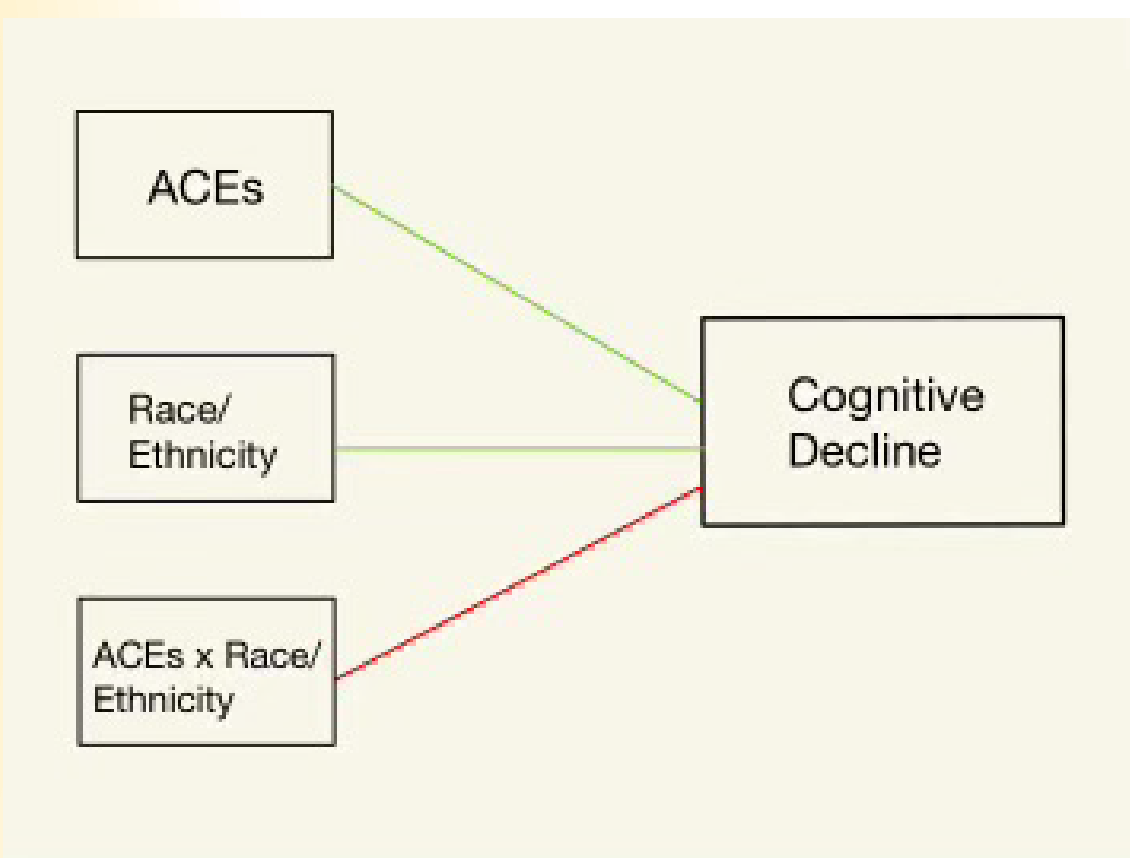 ACEs
Race/
Ethnicity
ACEs x Race/
Ethnicity
Cognitive
Decline